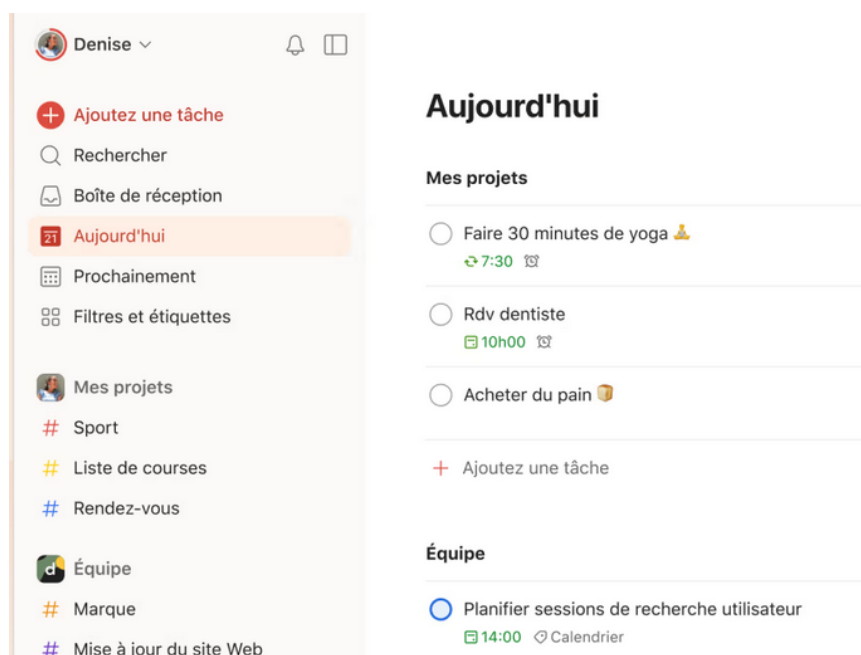 Denise
Ajoutez une tâche
Rechercher
Boîte de réception
21
Aujourd'hui
Prochainement
Filtres et étiquettes
Mes projets
# Sport
# Liste de courses
# Rendez-vous
d
Équipe
# Marque
# Mise à jour du site Web
Aujourd'hui
Mes projets
Faire 30 minutes de yoga
7:30
Rdv dentiste
10h00
Acheter du pain
+ Ajoutez une tâche
Équipe
Planifier sessions de recherche utilisateur
14:00 Calendrier